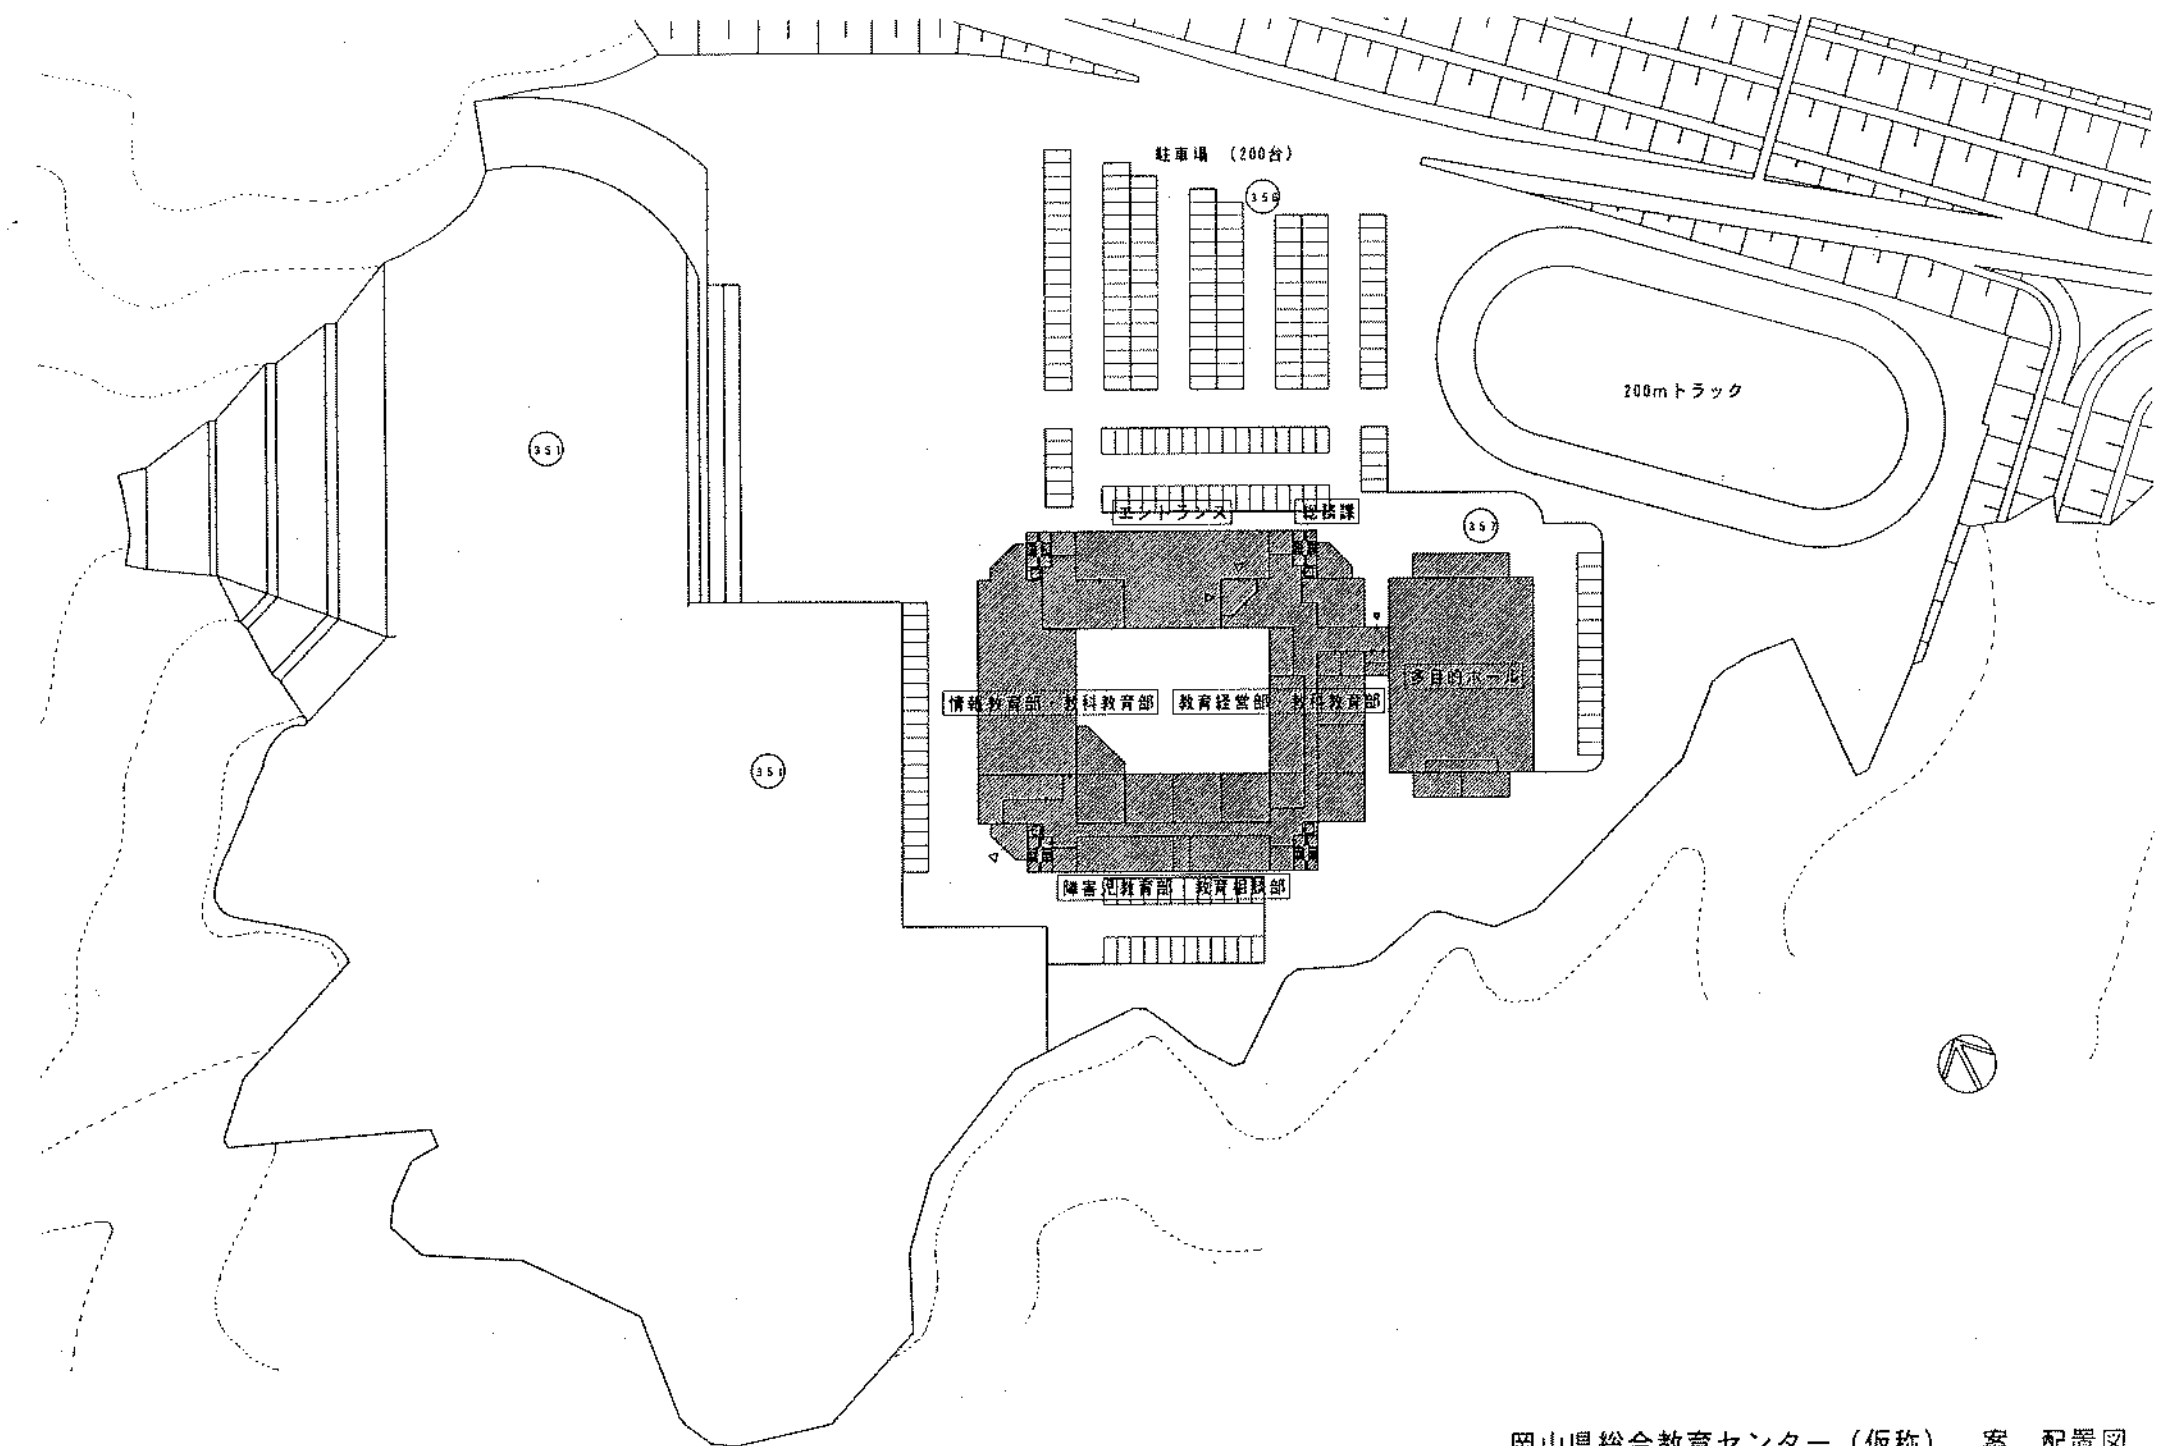 駐車場 (200台)
356
200mトラック
351
エントランス
総務課
357
多目的ホール
情報教育部・教科教育部
教育経営部・教科教育部
351
障害児教育部
教育相談部
岡山県総合教育センター(仮称) 案 配置図